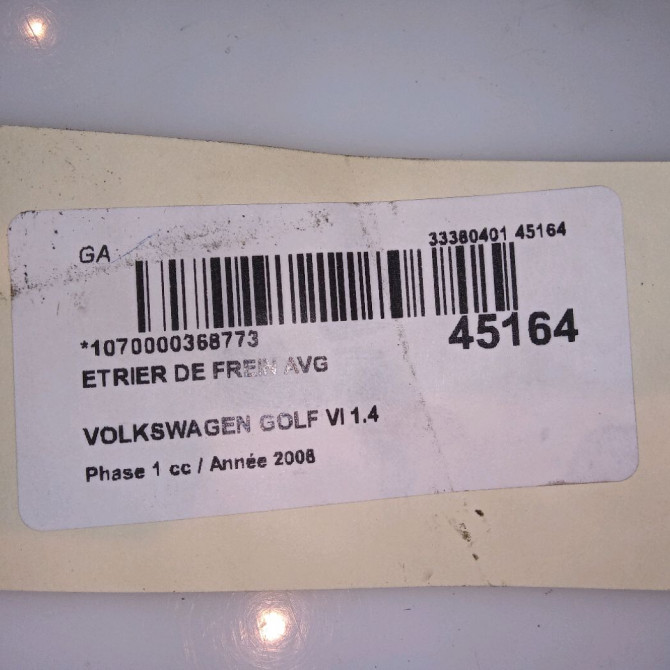 GA
33380401 45164
*1070000368773
45164
ETRIER DE FREIN AVG
VOLKSWAGEN GOLF VI 1.4
Phase 1 cc / Année 2008